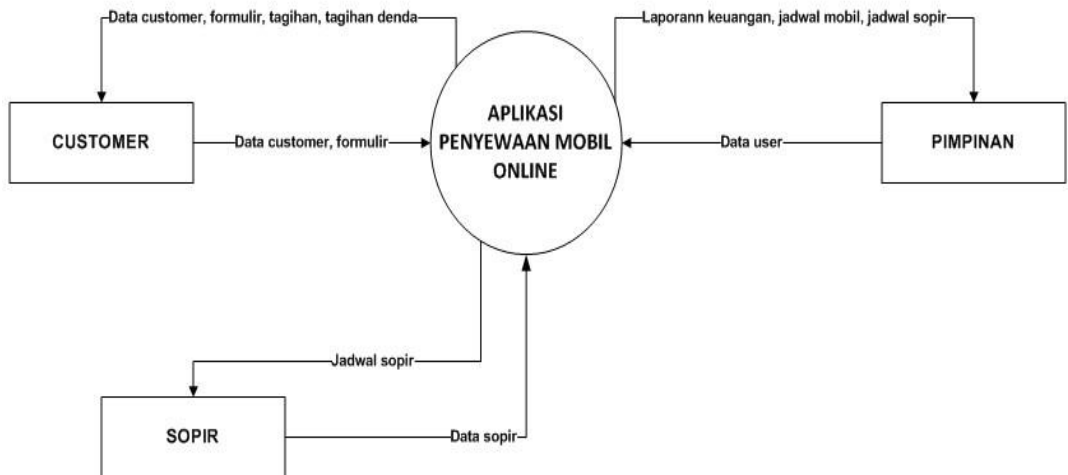 Data customer, formulir, tagihan, tagihan denda
Laporann keuangan, jadwal mobil, jadwal sopir
APLIKASI
PENYEWAAN MOBIL
ONLINE
CUSTOMER
Data customer, formulir
Data user
PIMPINAN
Jadwal sopir
SOPIR
Data sopir